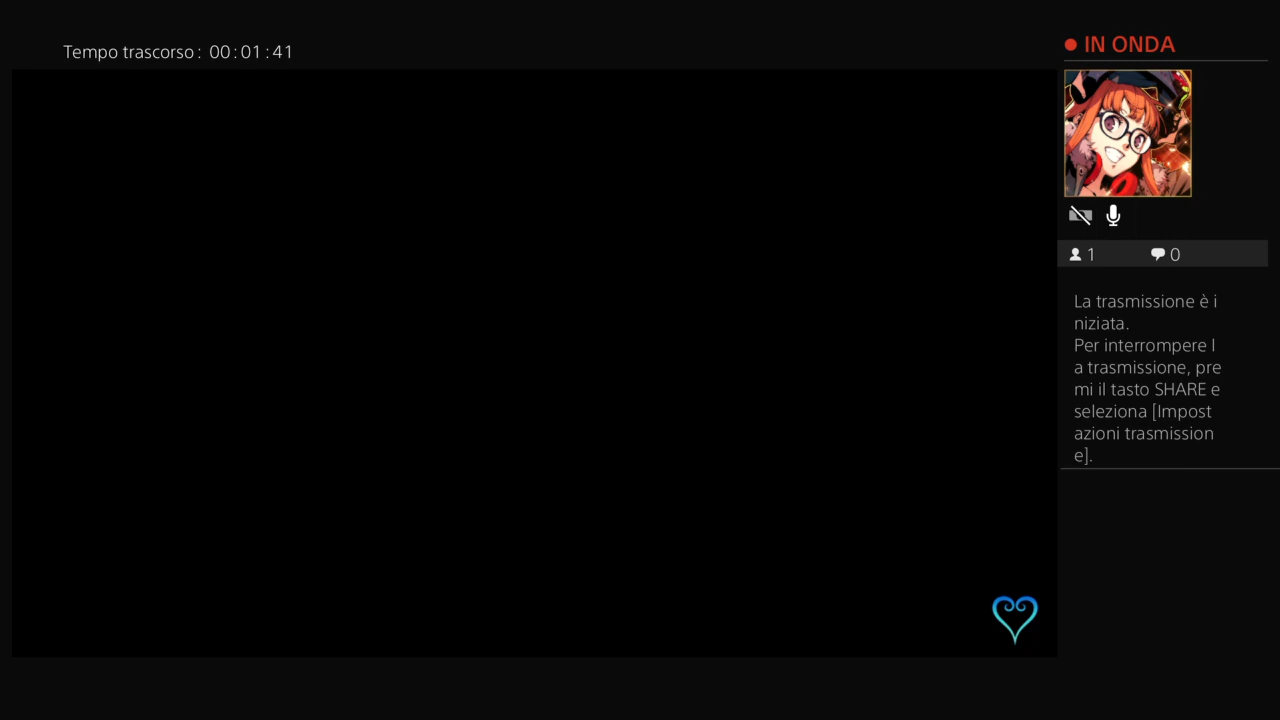 Tempo trascorso: 00:01:41
IN ONDA
1 0
La trasmissione è i
niziata.
Per interrompere l
a trasmissione, pre
mi il tasto SHARE e
seleziona [Impost
azioni trasmission
e].